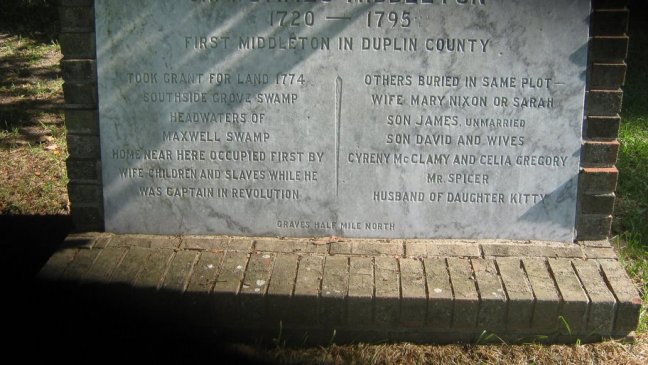 MIDDLETON
1720 — 1795
FIRST MIDDLETON IN DUPLIN COUNTY
TOOK GRANT FOR LAND 1774
SOUTHSIDE GROVE SWAMP
HEADWATERS OF
MAXWELL SWAMP
HOME NEAR HERE OCCUPIED FIRST BY
WIFE CHILDREN AND SLAVES WHILE HE
WAS CAPTAIN IN REVOLUTION
OTHERS BURIED IN SAME PLOT—
WIFE MARY NIXON OR SARAH
SON JAMES, UNMARRIED
SON DAVID AND WIVES
CYRENY McCLAMY AND CELIA GREGORY
MR. SPICER
HUSBAND OF DAUGHTER KITTY
GRAVES HALF MILE NORTH